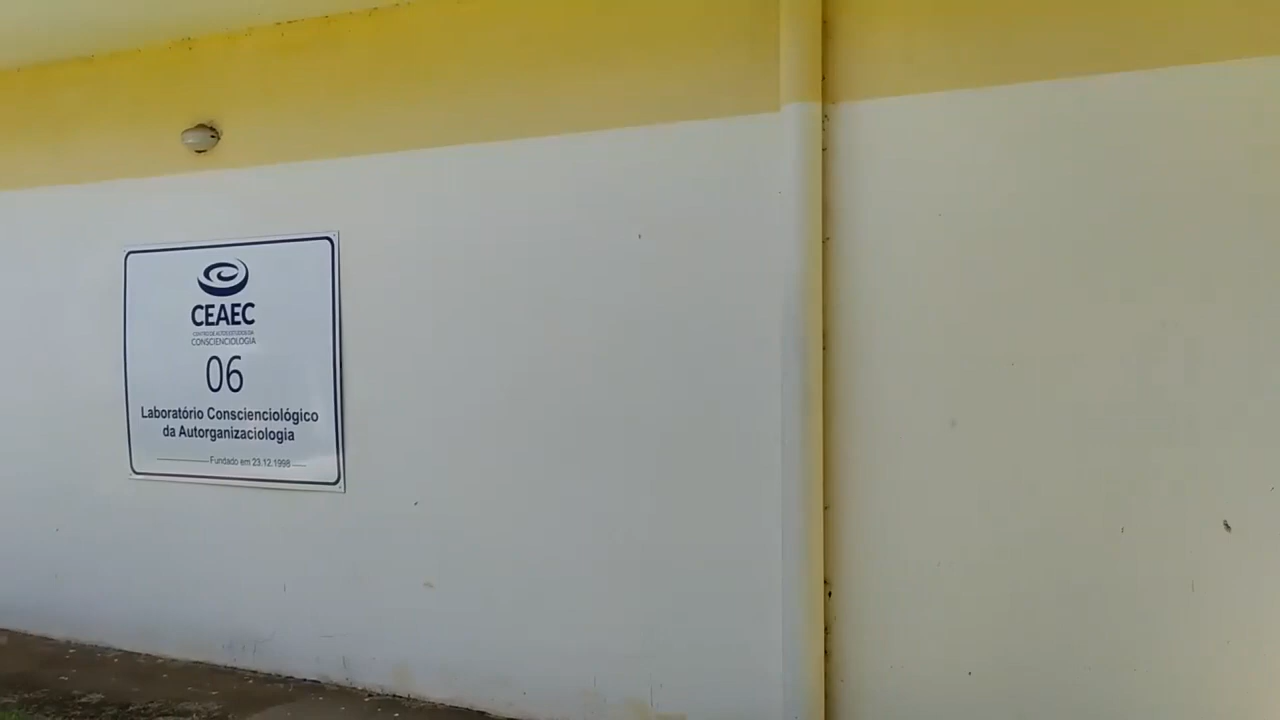 CEAEC
CENTRO DE ALTOS ESTUDOS DA
CONSCIENCIOLOGIA
06
Laboratório Conscienciológico
da Autorganizaciologia
Fundado em 23.12.1998